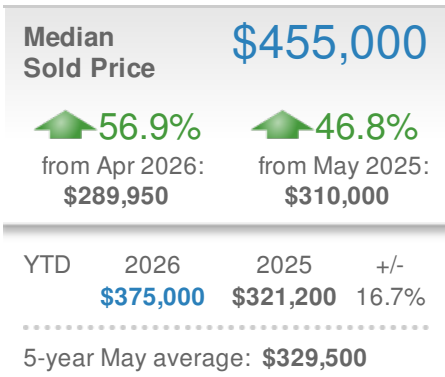 Median
Sold Price
$455,000
56.9%
from Apr 2026:
$289,950
46.8%
from May 2025:
$310,000
YTD 2026 2025 +/-
$375,000 $321,200 16.7%
5-year May average: $329,500